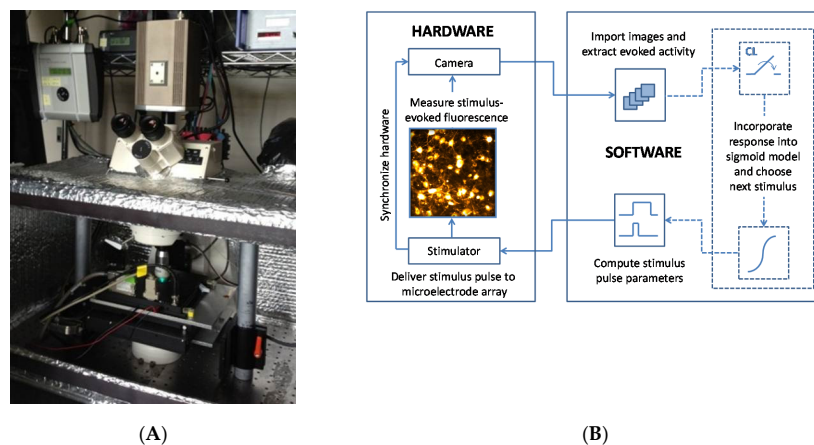 HARDWARE
Camera
Measure stimulus-
evoked fluorescence
Synchronize hardware
Stimulator
Deliver stimulus pulse to
microelectrode array
Import images and
extract evoked activity
CL
Incorporate
response into
sigmoid model
and choose
next stimulus
SOFTWARE
Compute stimulus
pulse parameters
(A)
(B)